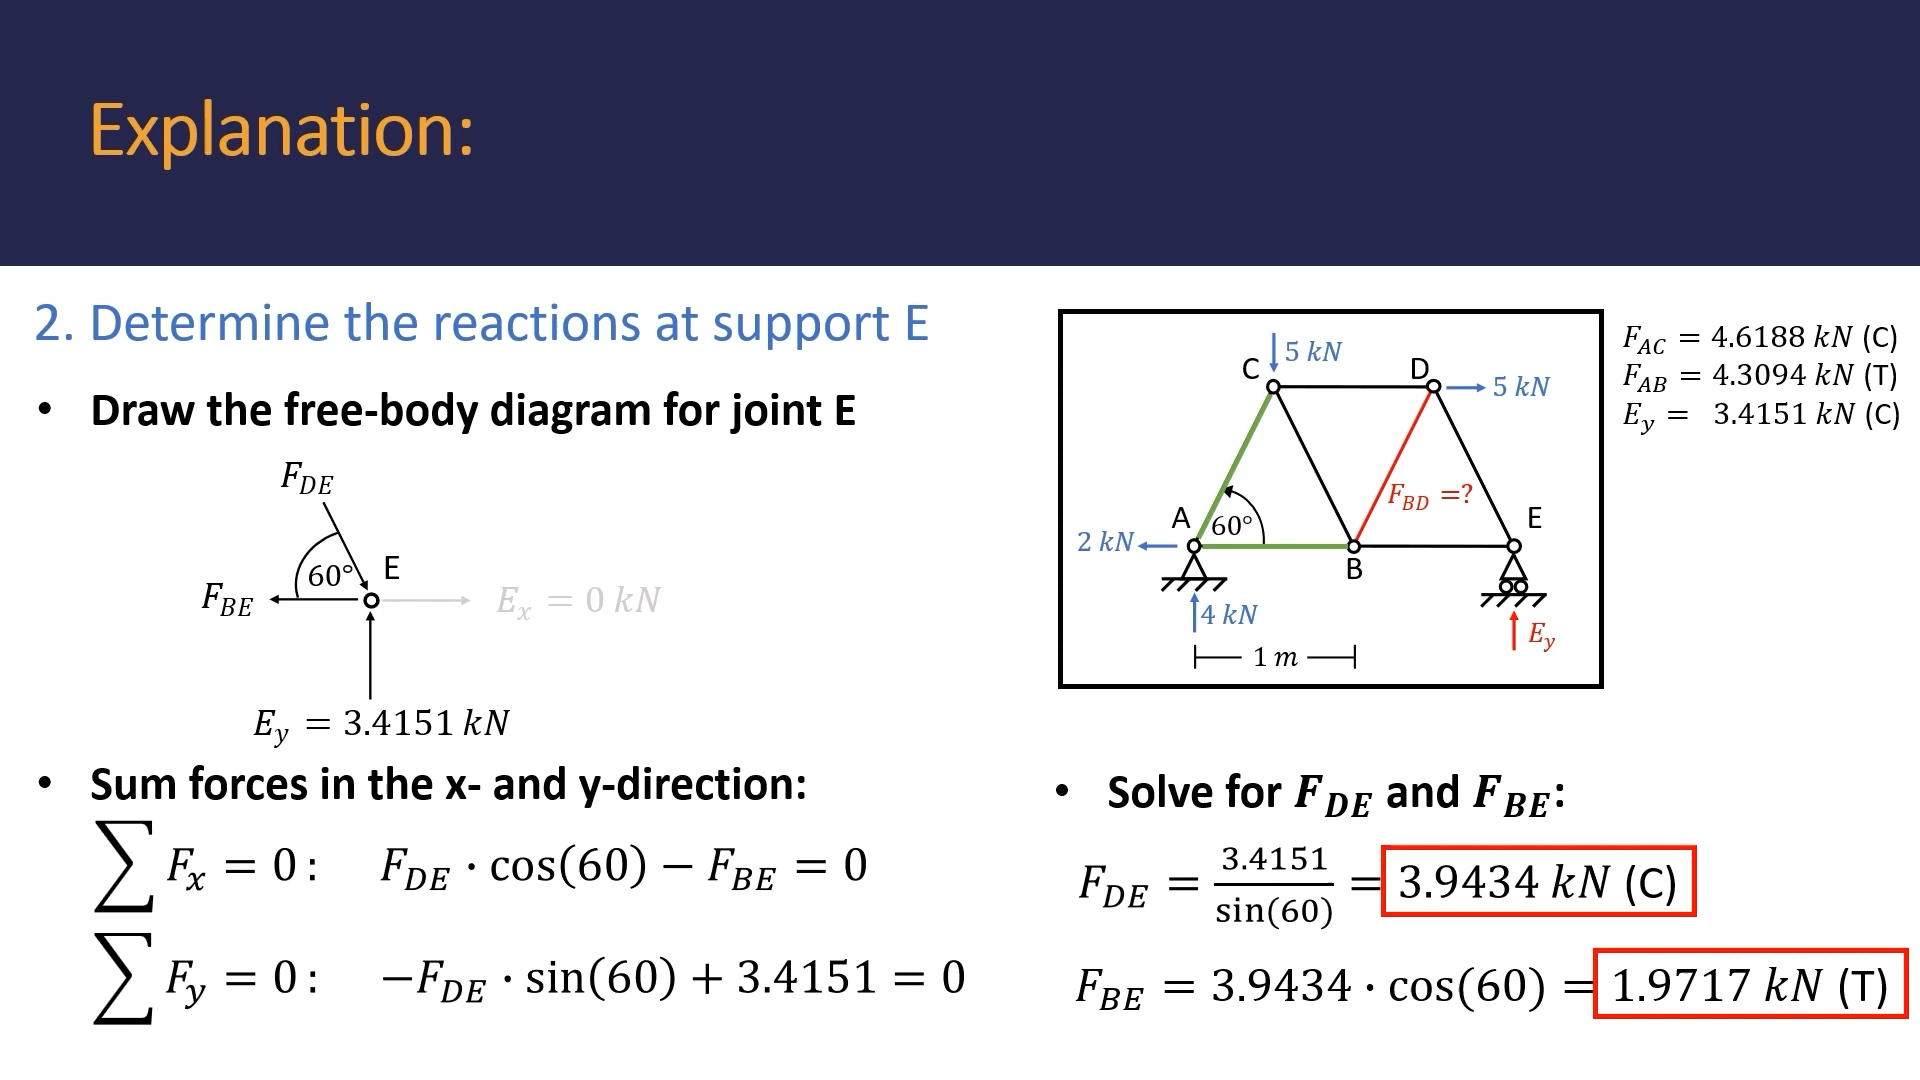 Explanation:
2. Determine the reactions at support E
• Draw the free-body diagram for joint E
F_DE
60°
E
F_BE
E_x = 0 kN
E_y = 3.4151 kN
• Sum forces in the x- and y-direction:
∑ F_x = 0 : F_DE · cos(60) − F_BE = 0
∑ F_y = 0 : −F_DE · sin(60) + 3.4151 = 0
5 kN
C
D
5 kN
F_BD =?
A
60°
E
2 kN
B
4 kN
E_y
1 m
F_AC = 4.6188 kN (C)
F_AB = 4.3094 kN (T)
E_y = 3.4151 kN (C)
• Solve for F_DE and F_BE:
F_DE = 3.4151/sin(60) = 3.9434 kN (C)
F_BE = 3.9434 · cos(60) = 1.9717 kN (T)